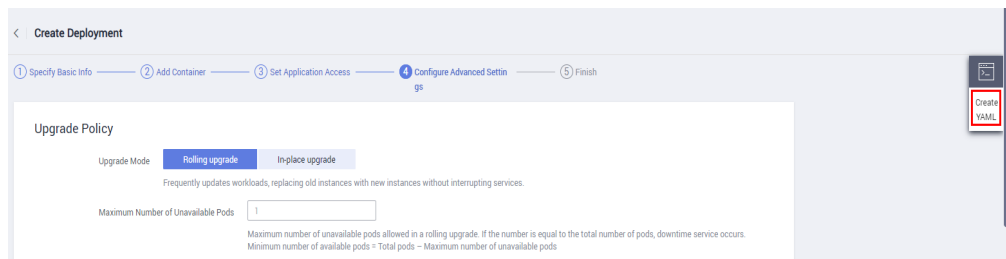 < Create Deployment
1 Specify Basic Info 2 Add Container 3 Set Application Access 4 Configure Advanced Settin 5 Finish
gs
Create
YAML
Upgrade Policy
Upgrade Mode Rolling upgrade In-place upgrade
Frequently updates workloads, replacing old instances with new instances without interrupting services.
Maximum Number of Unavailable Pods 1
Maximum number of unavailable pods allowed in a rolling upgrade. If the number is equal to the total number of pods, downtime service occurs.
Minimum number of available pods = Total pods – Maximum number of unavailable pods